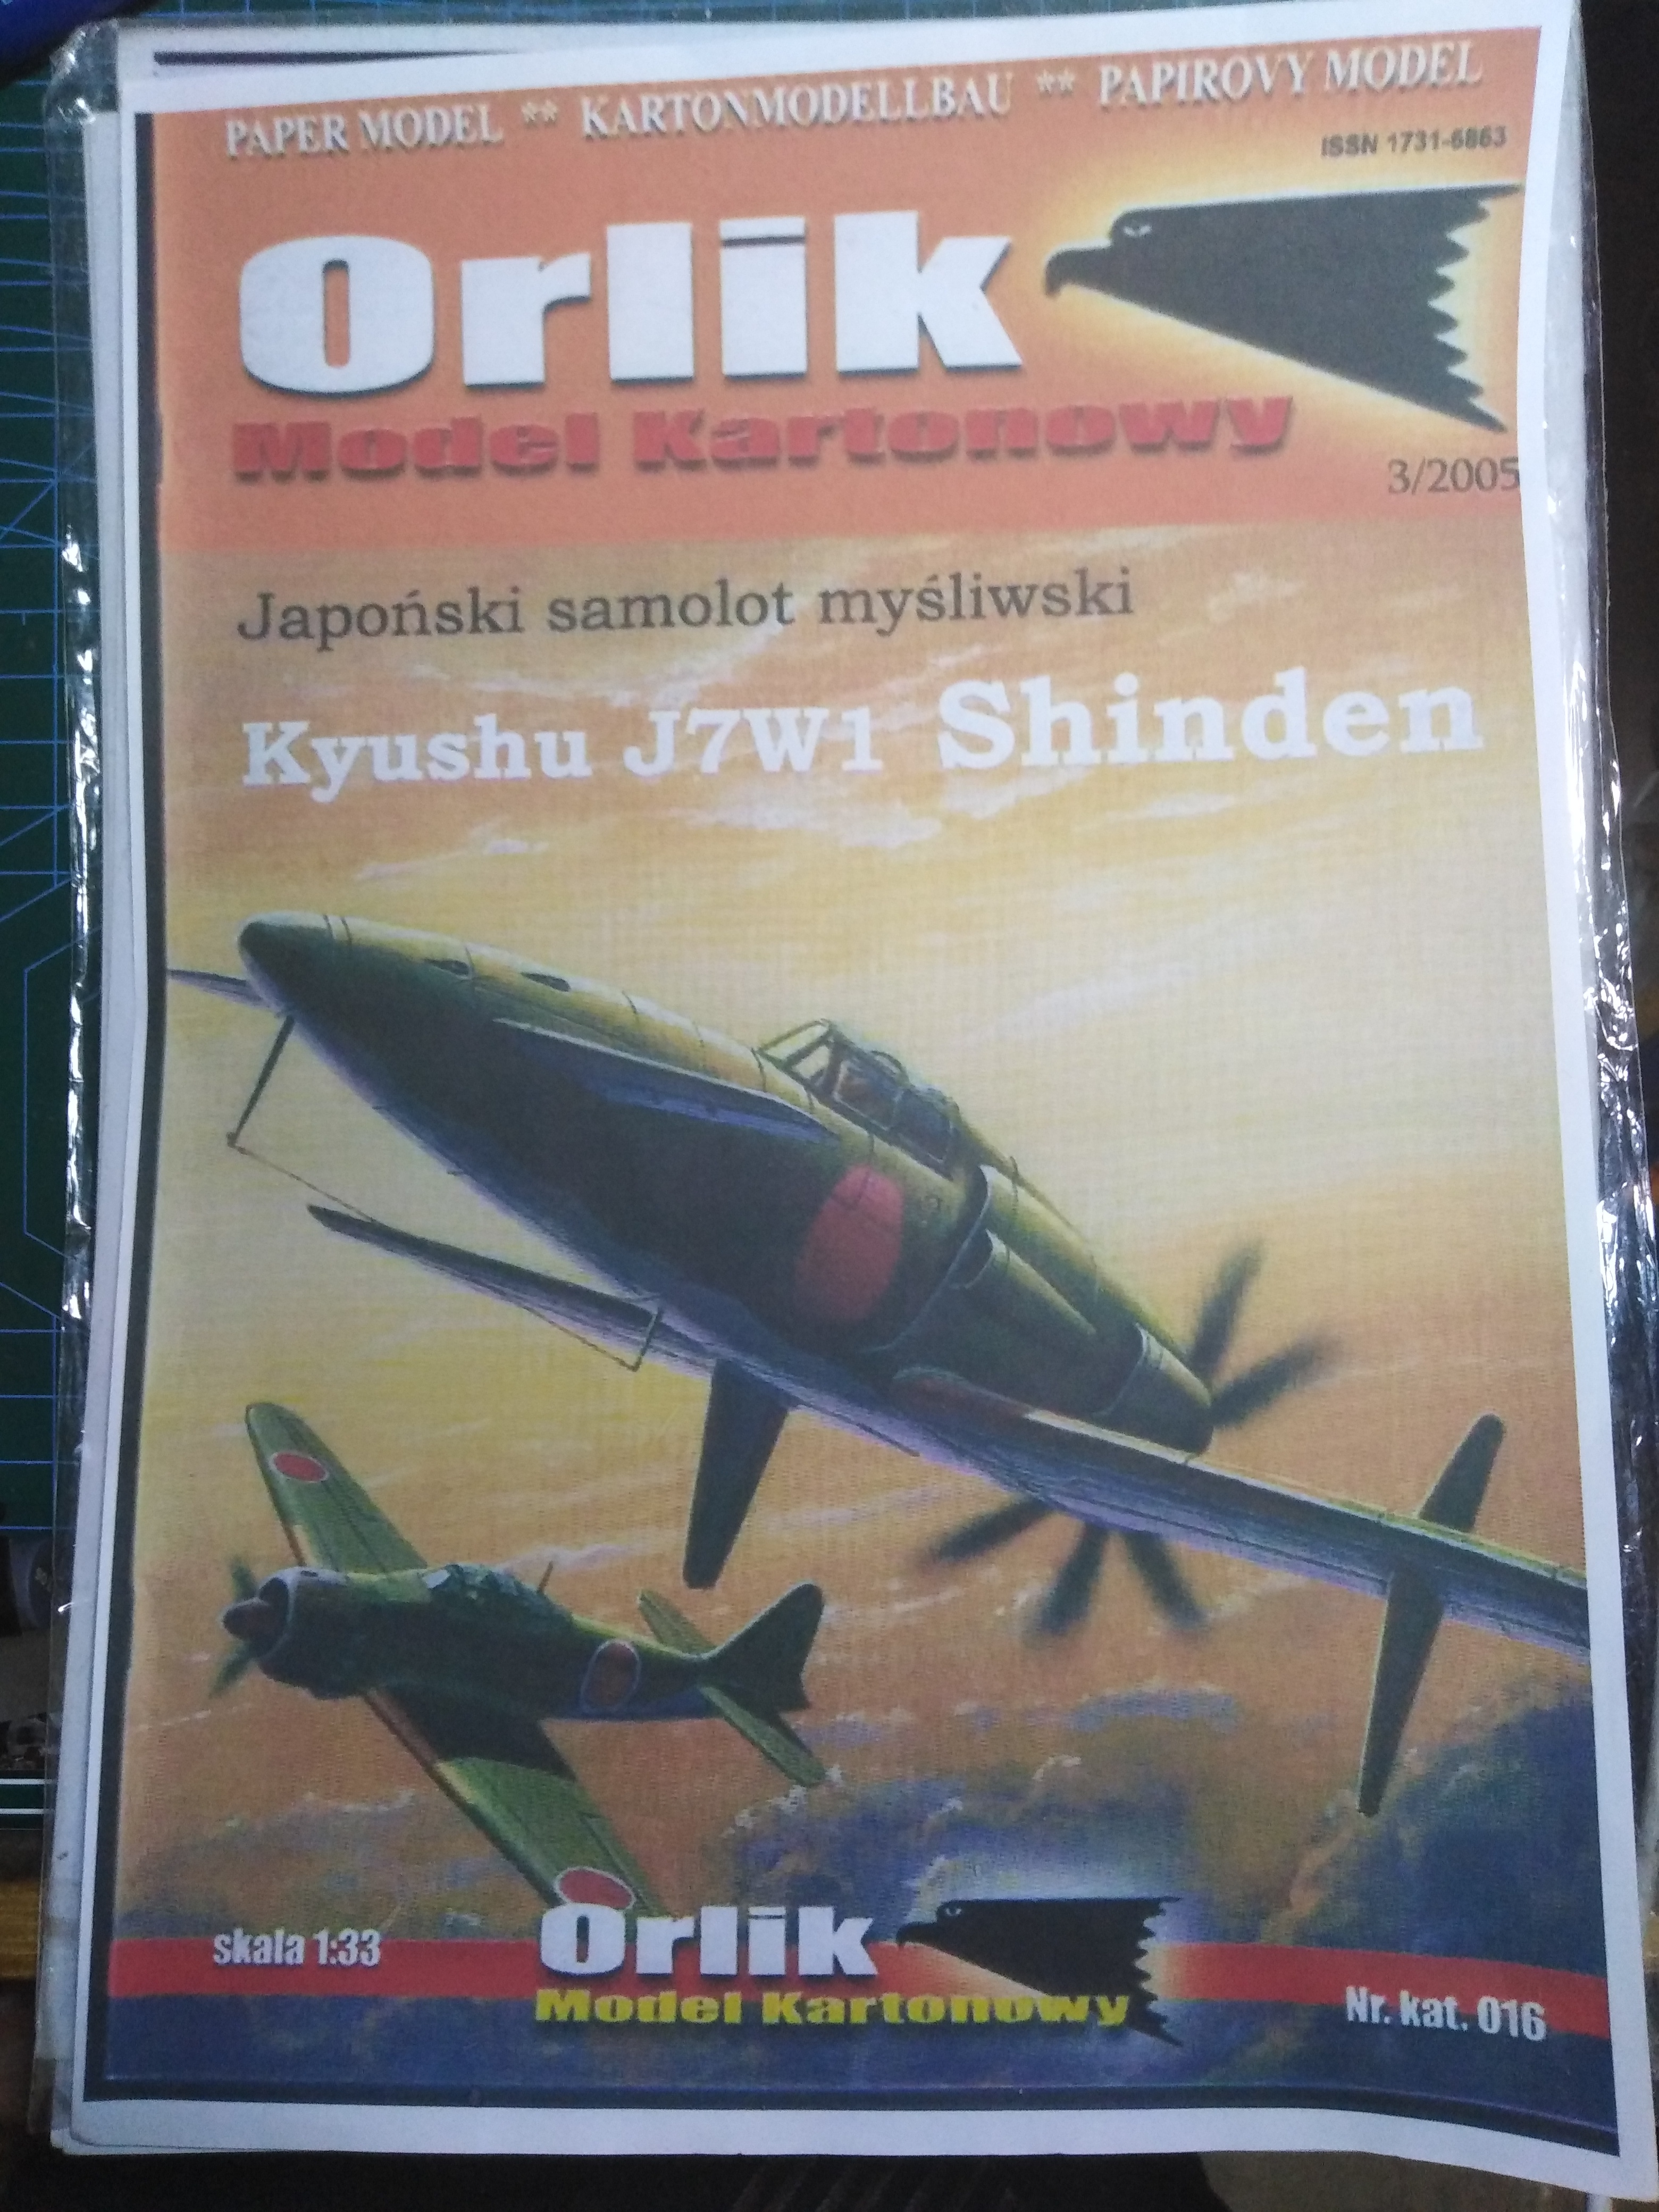 PAPER MODEL ** KARTONMODELLBAU ** PAPIROVY MODEL
ISSN 1731-6863
Orlik
Model Kartonowy
3/2005
Japoński samolot myśliwski
Kyushu J7W1 Shinden
skala 1:33
Orlik
Model Kartonowy
Nr. kat. 016